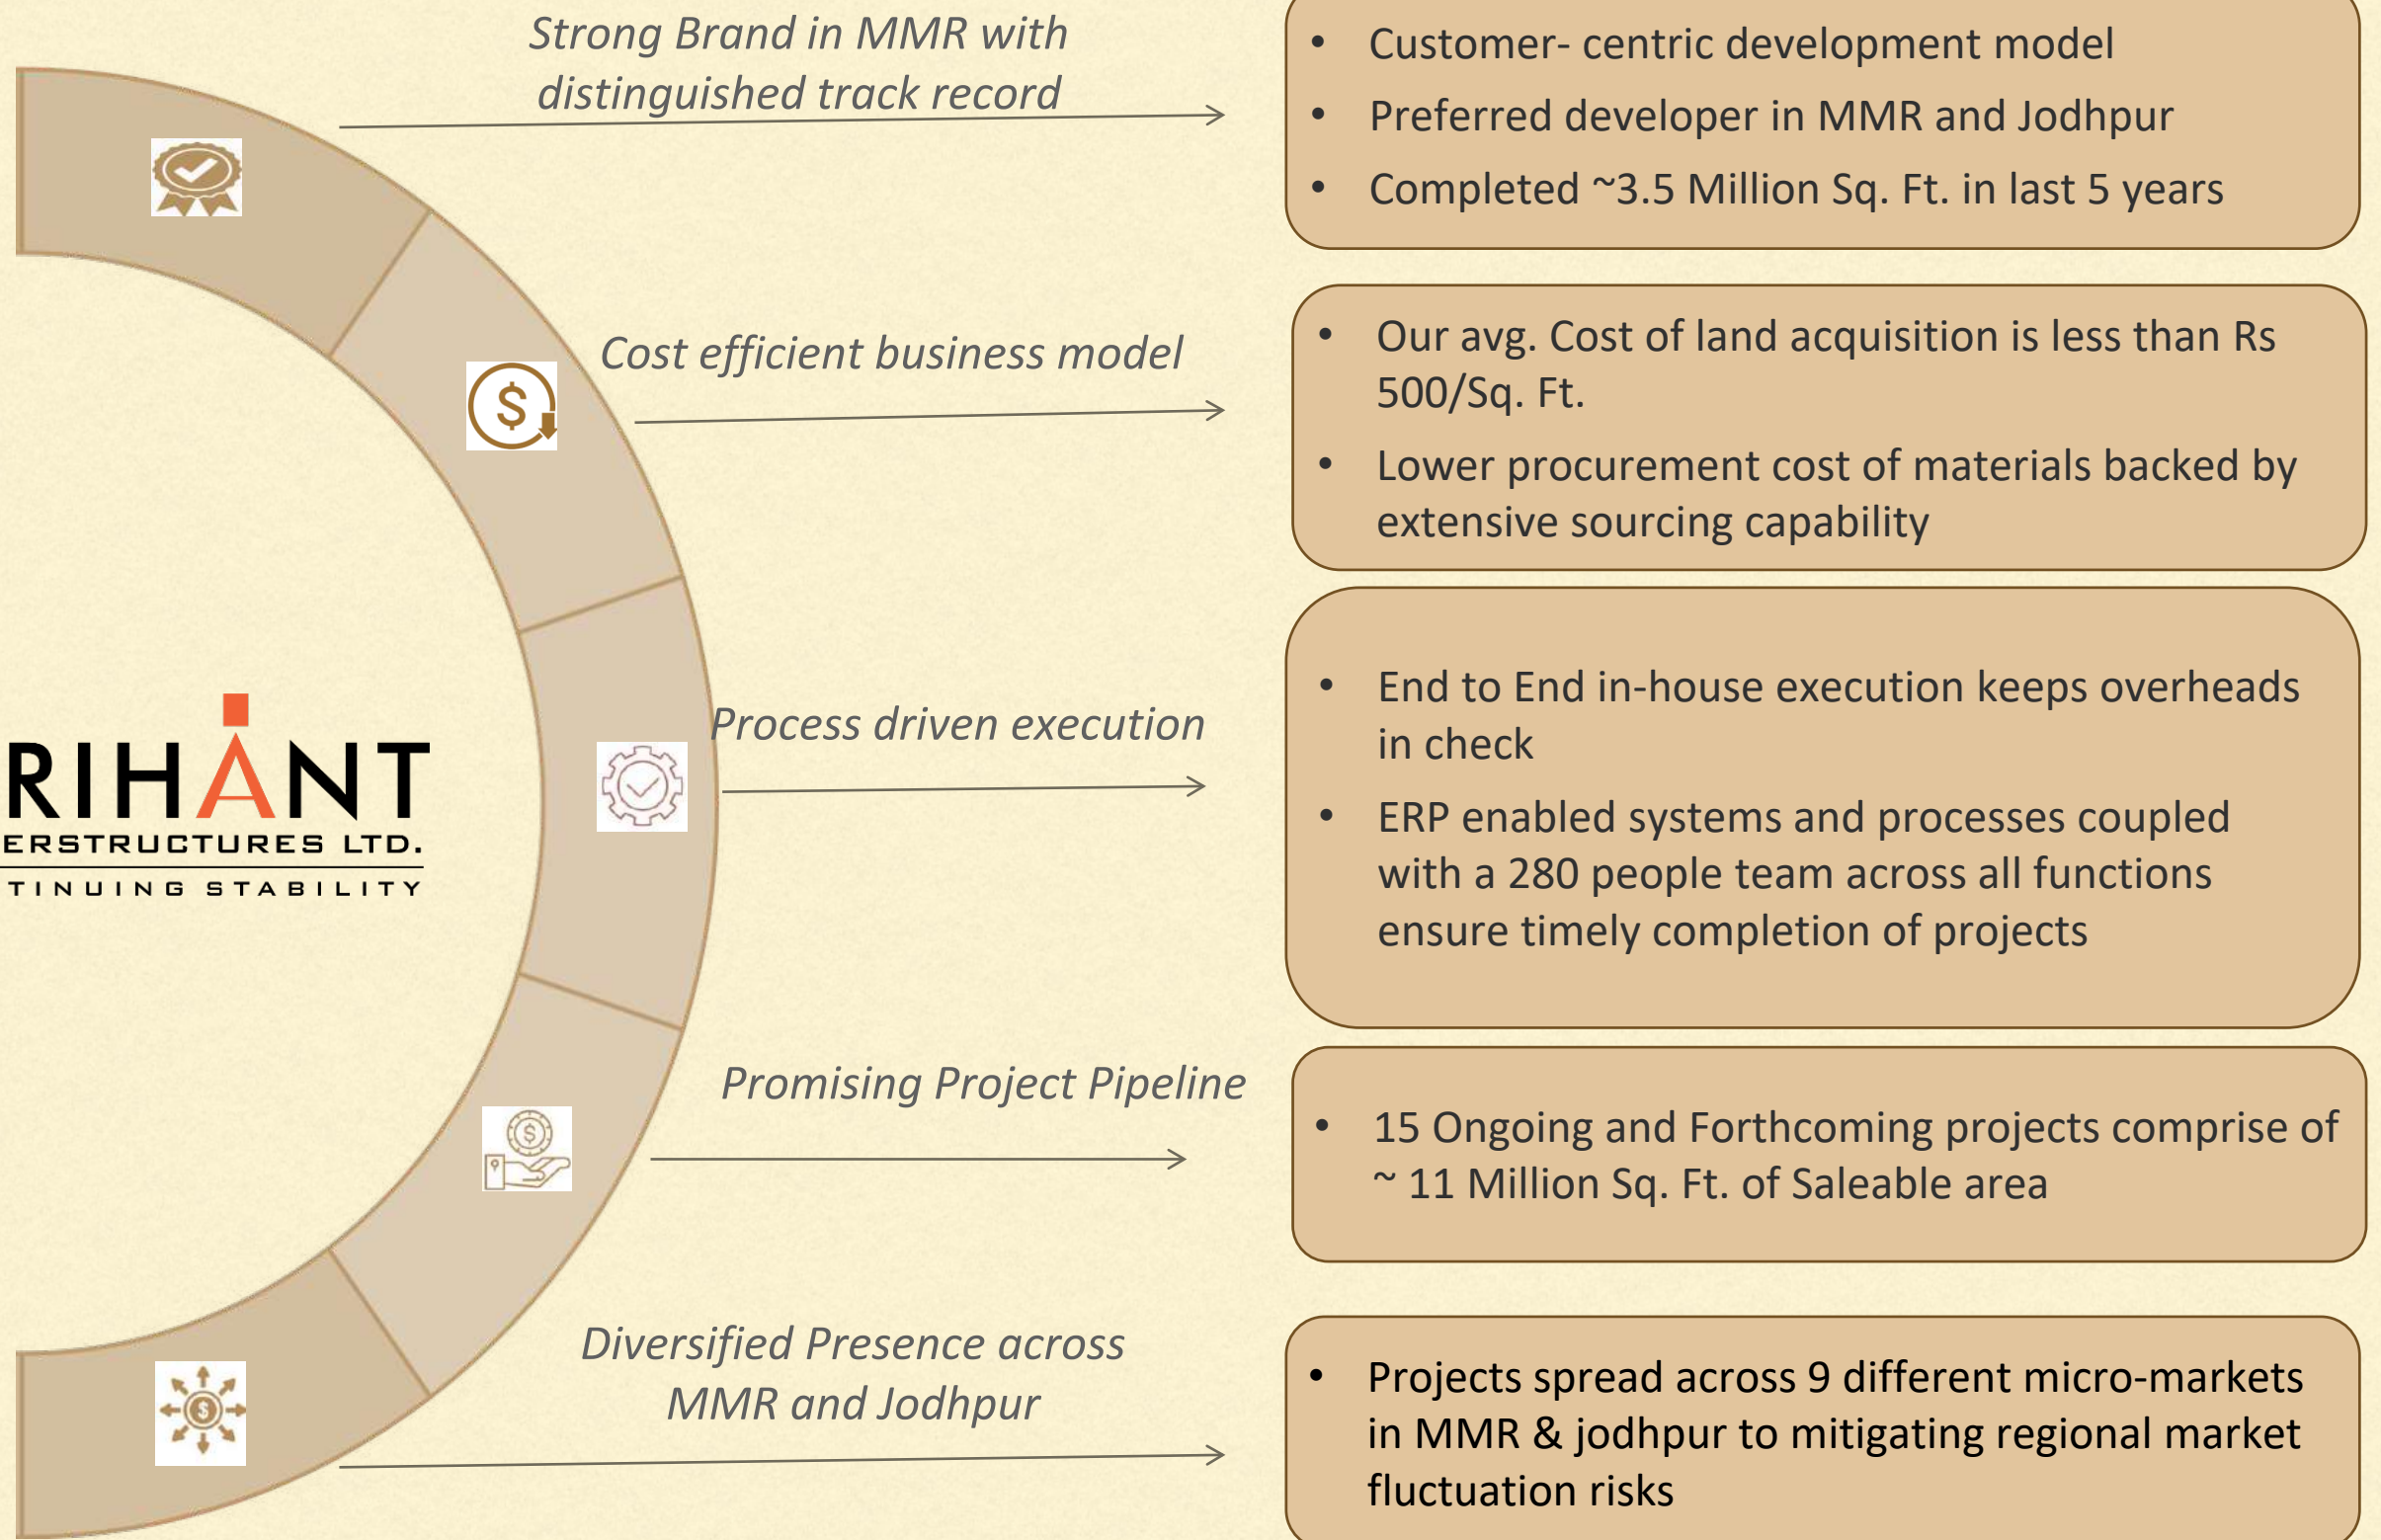 Strong Brand in MMR with
distinguished track record
• Customer- centric development model
• Preferred developer in MMR and Jodhpur
• Completed ~3.5 Million Sq. Ft. in last 5 years
Cost efficient business model
• Our avg. Cost of land acquisition is less than Rs
500/Sq. Ft.
• Lower procurement cost of materials backed by
extensive sourcing capability
RIHANT
ERSTRUCTURES LTD.
TINUING STABILITY
Process driven execution
• End to End in-house execution keeps overheads
in check
• ERP enabled systems and processes coupled
with a 280 people team across all functions
ensure timely completion of projects
Promising Project Pipeline
• 15 Ongoing and Forthcoming projects comprise of
~ 11 Million Sq. Ft. of Saleable area
Diversified Presence across
MMR and Jodhpur
• Projects spread across 9 different micro-markets
in MMR & jodhpur to mitigating regional market
fluctuation risks